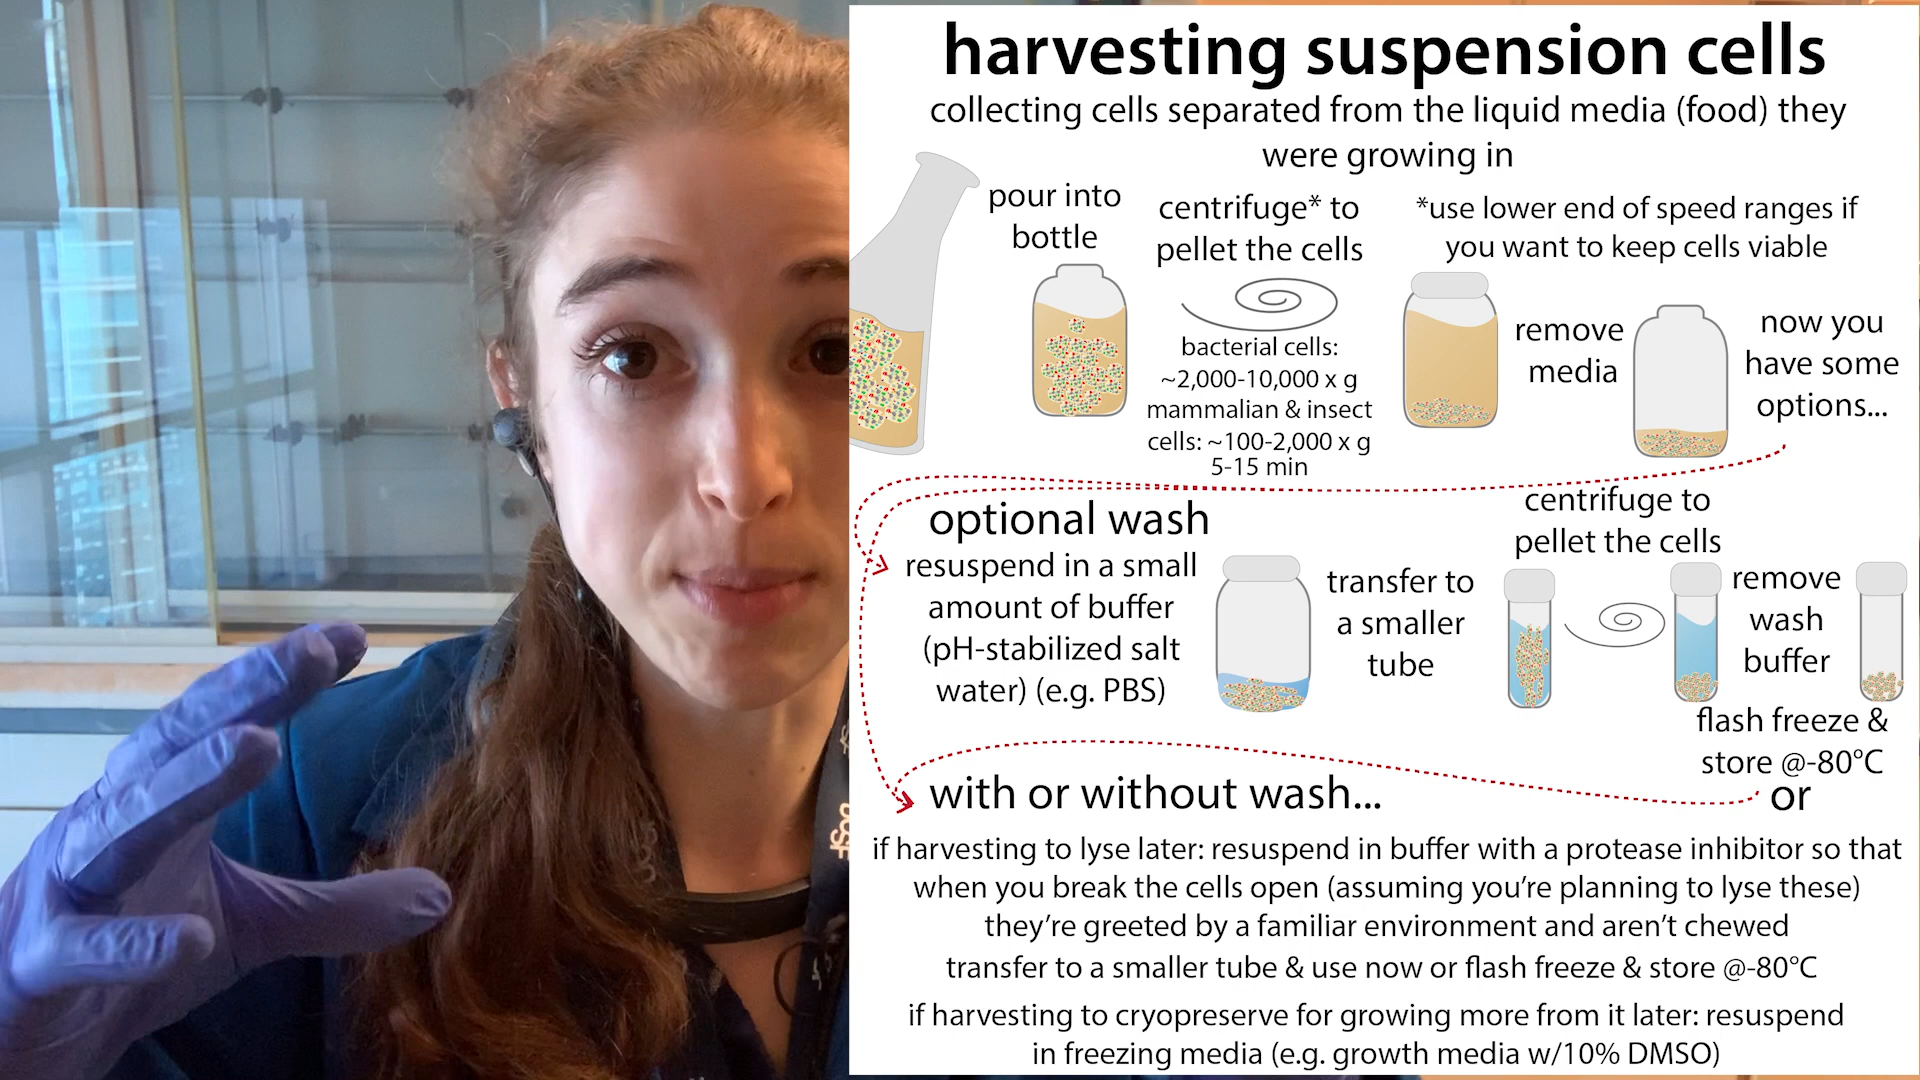 harvesting suspension cells
collecting cells separated from the liquid media (food) they
were growing in
pour into
bottle
centrifuge* to
pellet the cells
bacterial cells:
~2,000-10,000 x g
mammalian & insect
cells: ~100-2,000 x g
5-15 min
*use lower end of speed ranges if
you want to keep cells viable
remove
media
now you
have some
options...
optional wash
resuspend in a small
amount of buffer
(pH-stabilized salt
water) (e.g. PBS)
transfer to
a smaller
tube
centrifuge to
pellet the cells
remove
wash
buffer
flash freeze &
store @-80°C
or
with or without wash...
if harvesting to lyse later: resuspend in buffer with a protease inhibitor so that
when you break the cells open (assuming you're planning to lyse these)
they're greeted by a familiar environment and aren't chewed
transfer to a smaller tube & use now or flash freeze & store @-80°C
if harvesting to cryopreserve for growing more from it later: resuspend
in freezing media (e.g. growth media w/10% DMSO)